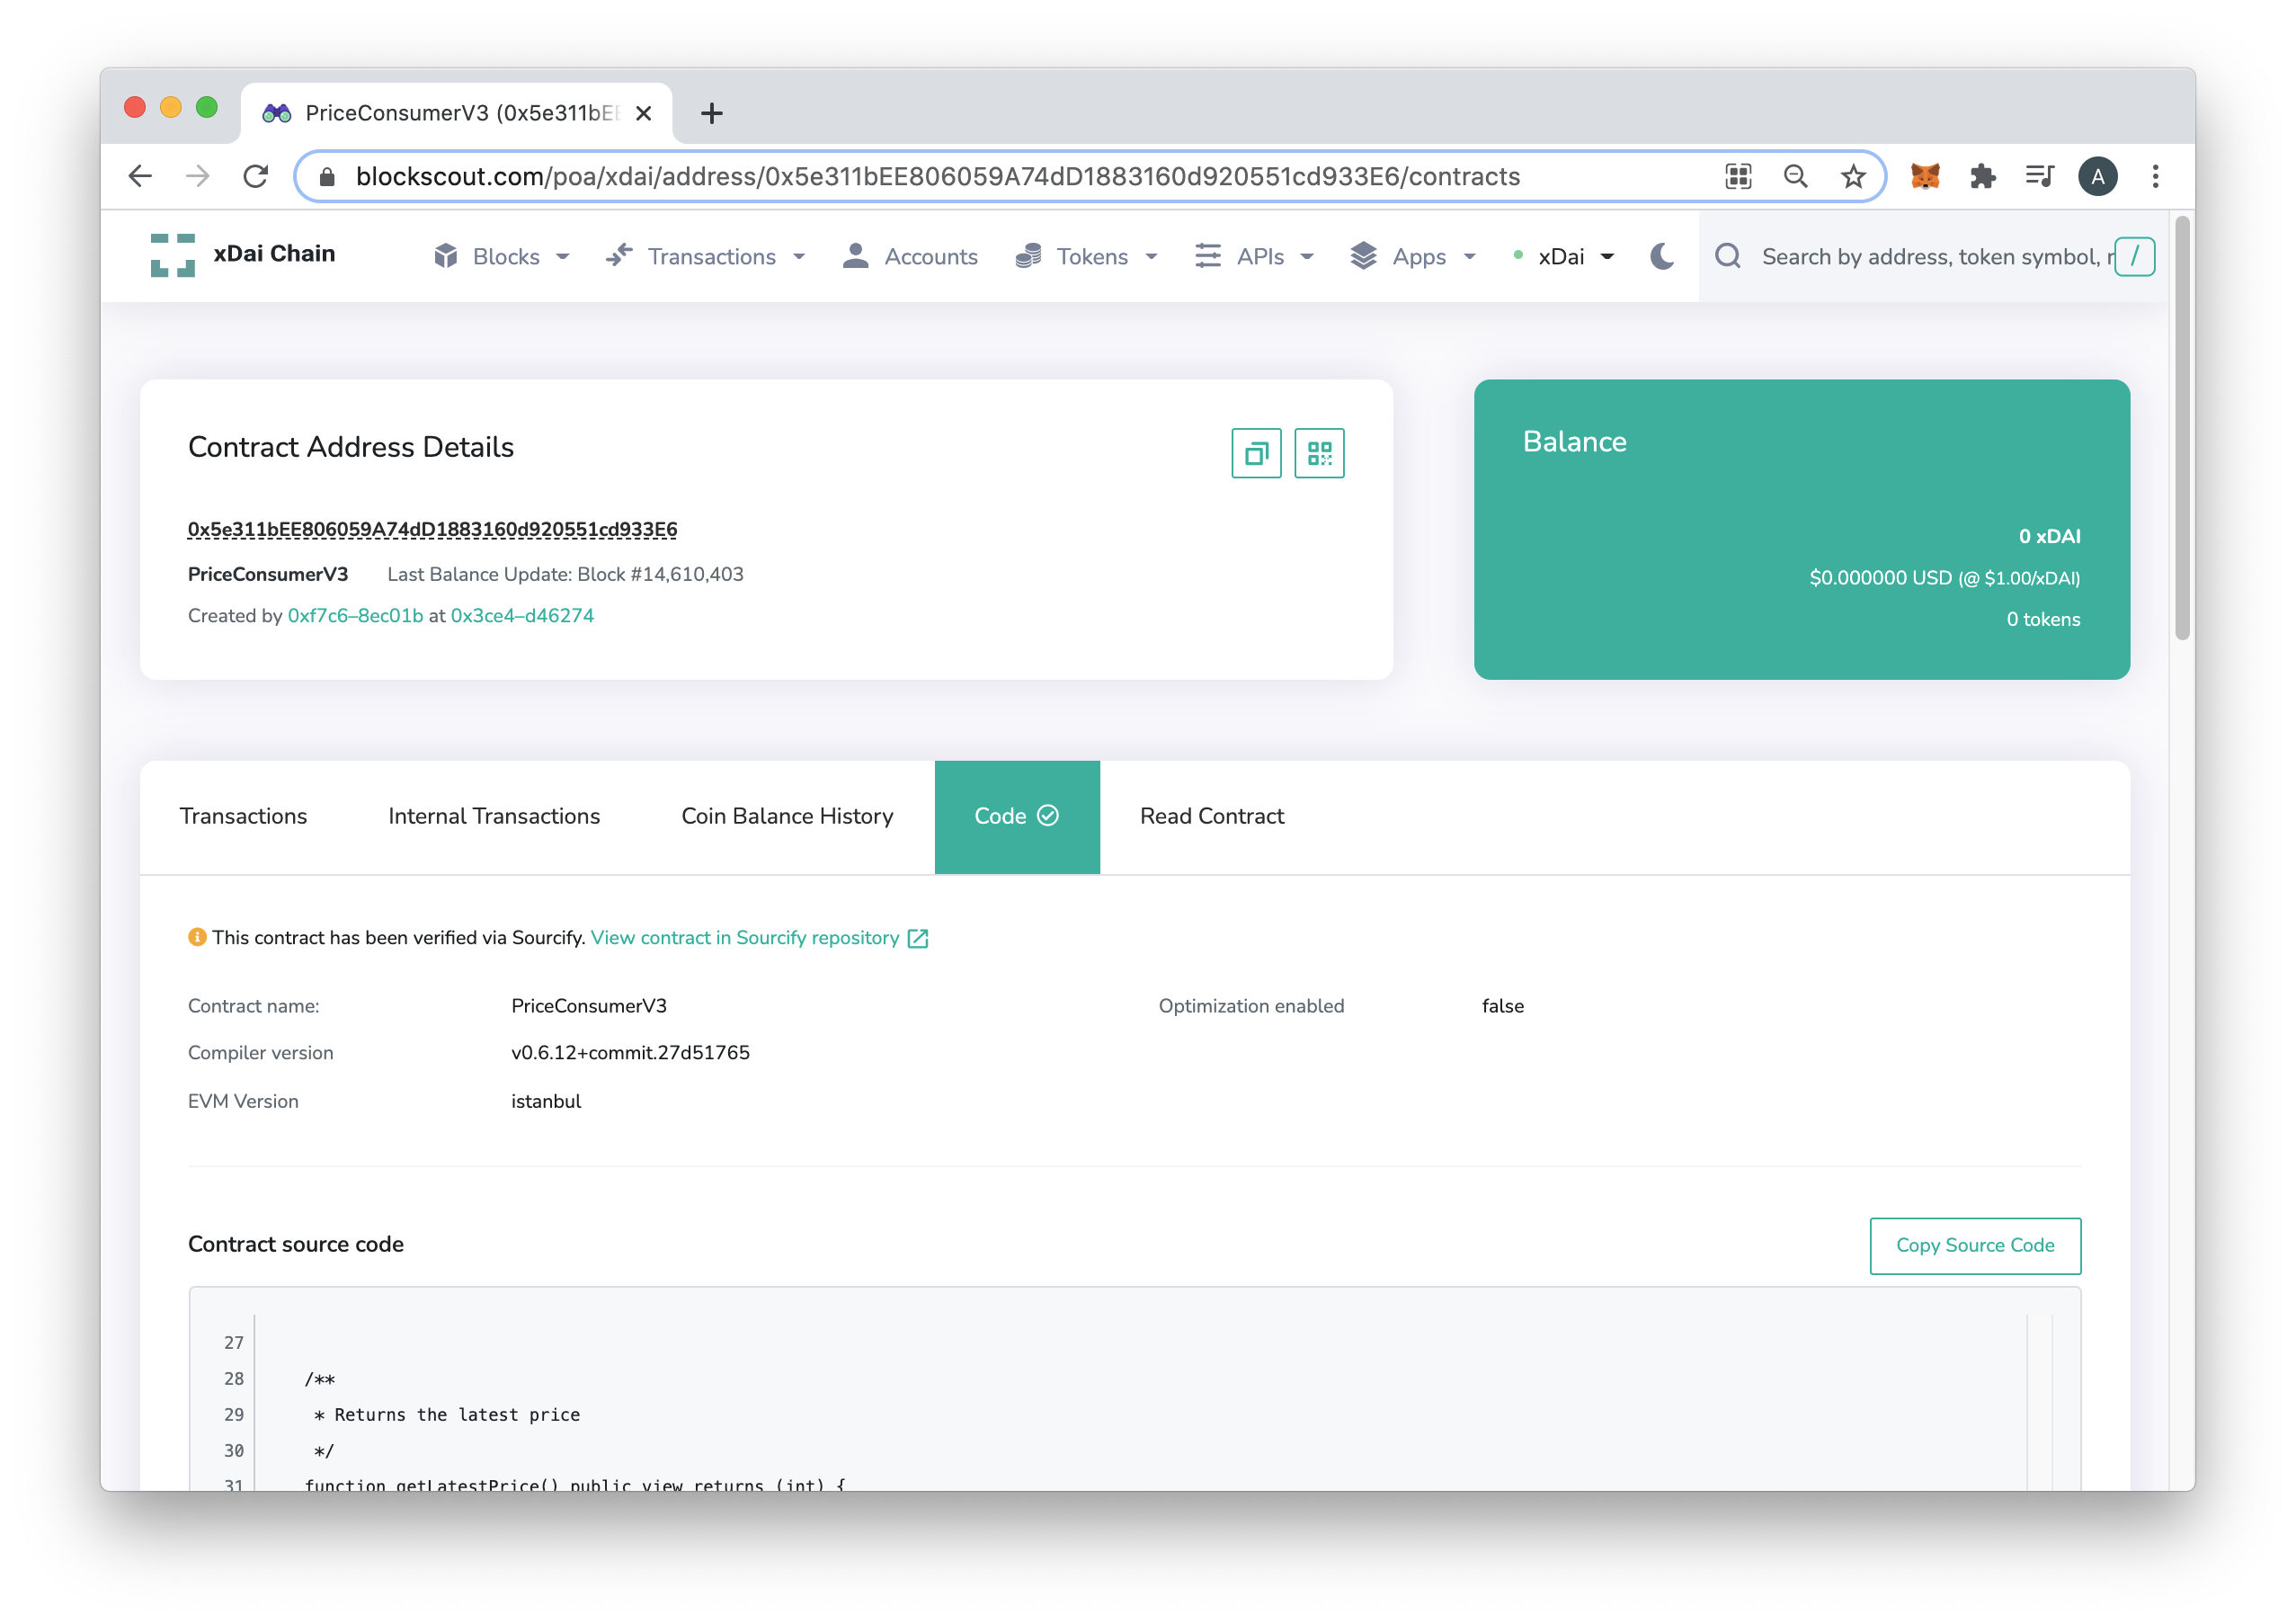 PriceConsumerV3 (0x5e311bEE
blockscout.com/poa/xdai/address/0x5e311bEE806059A74dD1883160d920551cd933E6/contracts
A
xDai Chain
Blocks
Transactions
Accounts
Tokens
APIs
Apps
xDai
Search by address, token symbol, r
/
Contract Address Details
0x5e311bEE806059A74dD1883160d920551cd933E6
PriceConsumerV3 Last Balance Update: Block #14,610,403
Created by 0xf7c6–8ec01b at 0x3ce4–d46274
Balance
0 xDAI
$0.000000 USD (@ $1.00/xDAI)
0 tokens
Transactions
Internal Transactions
Coin Balance History
Code
Read Contract
This contract has been verified via Sourcify. View contract in Sourcify repository
Contract name: PriceConsumerV3
Optimization enabled false
Compiler version v0.6.12+commit.27d51765
EVM Version istanbul
Contract source code
Copy Source Code
27
28 /**
29 * Returns the latest price
30 */
31 function getLatestPrice() public view returns (int) {